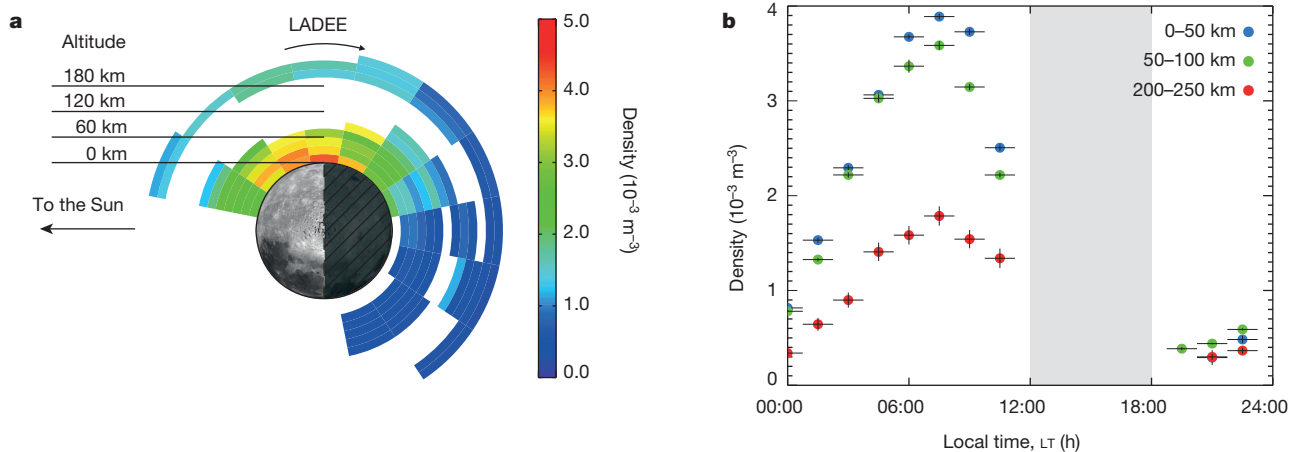 a
LADEE
Altitude
180 km
120 km
60 km
0 km
To the Sun
5.0
4.0
3.0
2.0
1.0
0.0
Density (10⁻³ m⁻³)
b
4
3
2
1
0
Density (10⁻³ m⁻³)
0–50 km
50–100 km
200–250 km
00:00 06:00 12:00 18:00 24:00
Local time, LT (h)